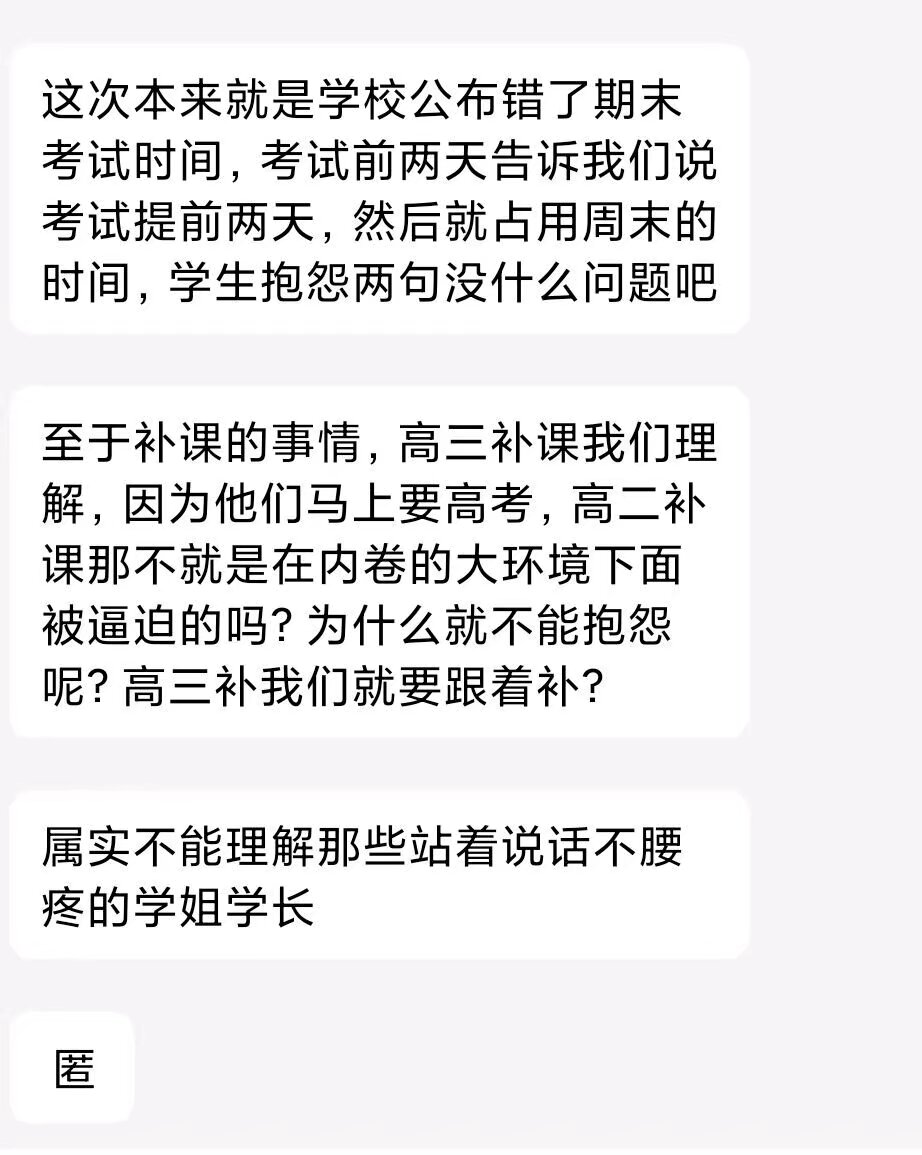 这次本来就是学校公布错了期末
考试时间，考试前两天告诉我们说
考试提前两天，然后就占用周末的
时间，学生抱怨两句没什么问题吧
至于补课的事情，高三补课我们理
解，因为他们马上要高考，高二补
课那不就是在内卷的大环境下面
被逼迫的吗？为什么就不能抱怨
呢？高三补我们就要跟着补？
属实不能理解那些站着说话不腰
疼的学姐学长
匿